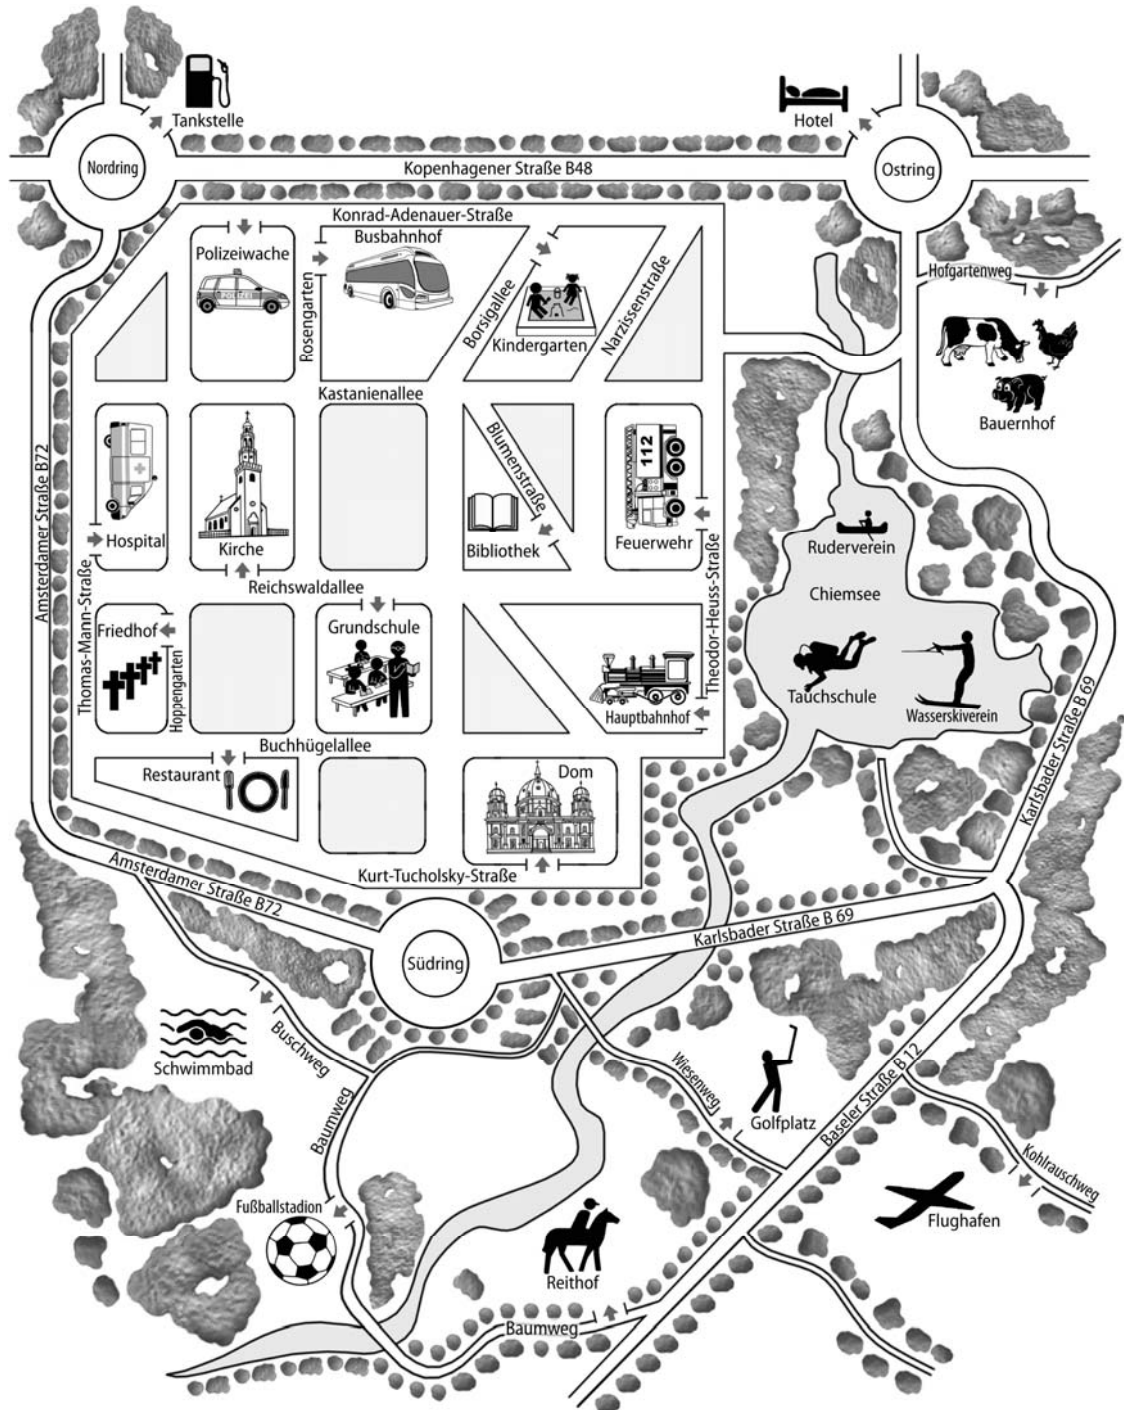 Tankstelle
Hotel
Nordring
Kopenhagener Straße B48
Ostring
Konrad-Adenauer-Straße
Polizeiwache
Busbahnhof
POLIZEI
Rosengarten
Borsigallee
Kindergarten
Narzissenstraße
Hofgartenweg
Bauernhof
Kastanienallee
Amsterdamer Straße B72
Hospital
Kirche
Blumenstraße
Bibliothek
112
Feuerwehr
Ruderverein
Chiemsee
Reichswaldallee
Thomas-Mann-Straße
Friedhof
Hoppengarten
Grundschule
Theodor-Heuss-Straße
Hauptbahnhof
Tauchschule
Wasserskiverein
Karlsbader Straße B 69
Buchhügelallee
Restaurant
Dom
Kurt-Tucholsky-Straße
Amsterdamer Straße B72
Südring
Karlsbader Straße B 69
Schwimmbad
Buschweg
Baumweg
Wiesenweg
Golfplatz
Baseler Straße B 12
Kohlrauschweg
Flughafen
Fußballstadion
Reithof
Baumweg